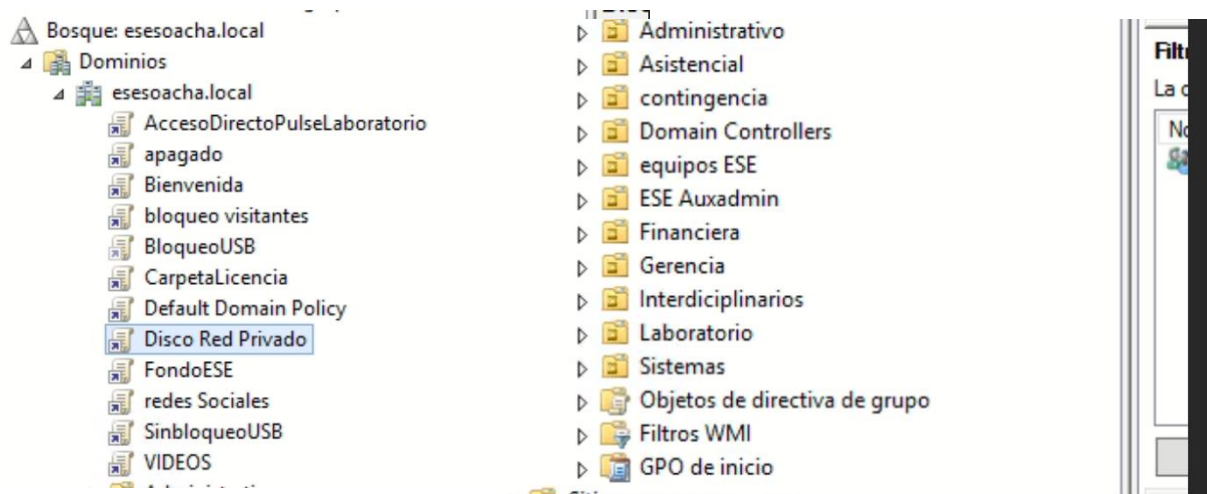 Bosque: esesoacha.local
Dominios
esesoacha.local
AccesoDirectoPulseLaboratorio
apagado
Bienvenida
bloqueo visitantes
BloqueoUSB
CarpetaLicencia
Default Domain Policy
Disco Red Privado
FondoESE
redes Sociales
SinbloqueoUSB
VIDEOS
Administrativo
Asistencial
contingencia
Domain Controllers
equipos ESE
ESE Auxadmin
Financiera
Gerencia
Interdiciplinarios
Laboratorio
Sistemas
Objetos de directiva de grupo
Filtros WMI
GPO de inicio
La